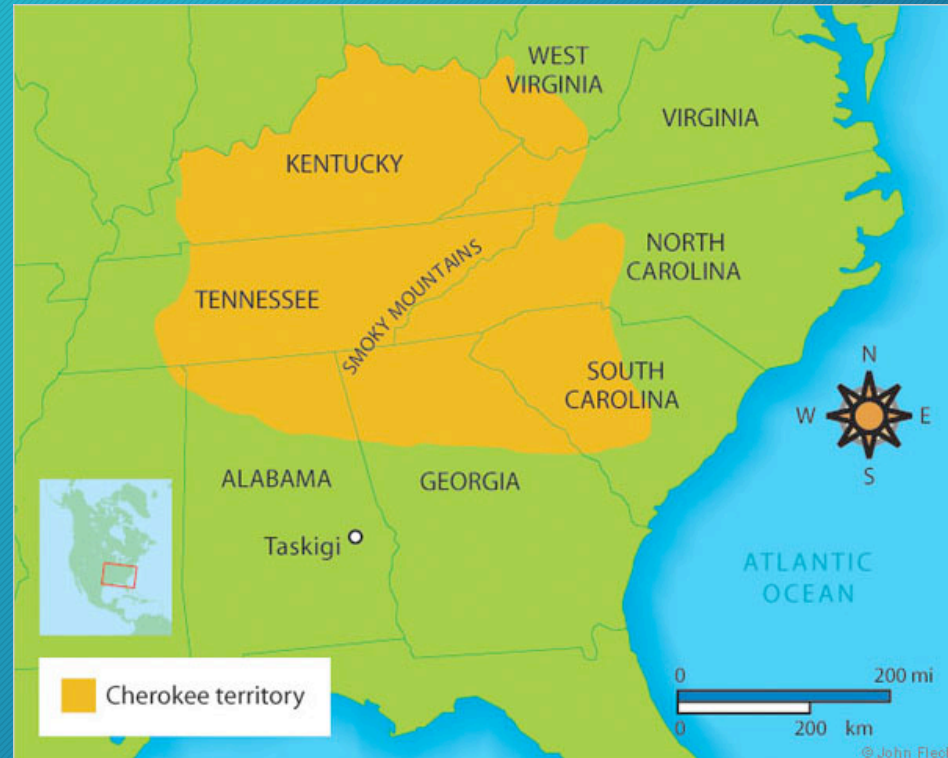 WEST
VIRGINIA
VIRGINIA
KENTUCKY
NORTH
CAROLINA
TENNESSEE
SMOKY MOUNTAINS
SOUTH
CAROLINA
N
W
E
S
ALABAMA
GEORGIA
Taskigi
ATLANTIC
OCEAN
Cherokee territory
0
200 mi
0
200
km
© John